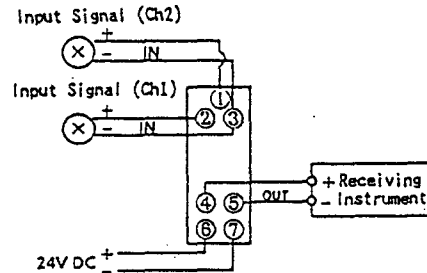 Input Signal (Ch2)
+
- IN
Input Signal (Ch1)
+
- IN
①
② ③
④ ⑤ OUT + Receiving
- Instrument
⑥ ⑦
24V DC +
-